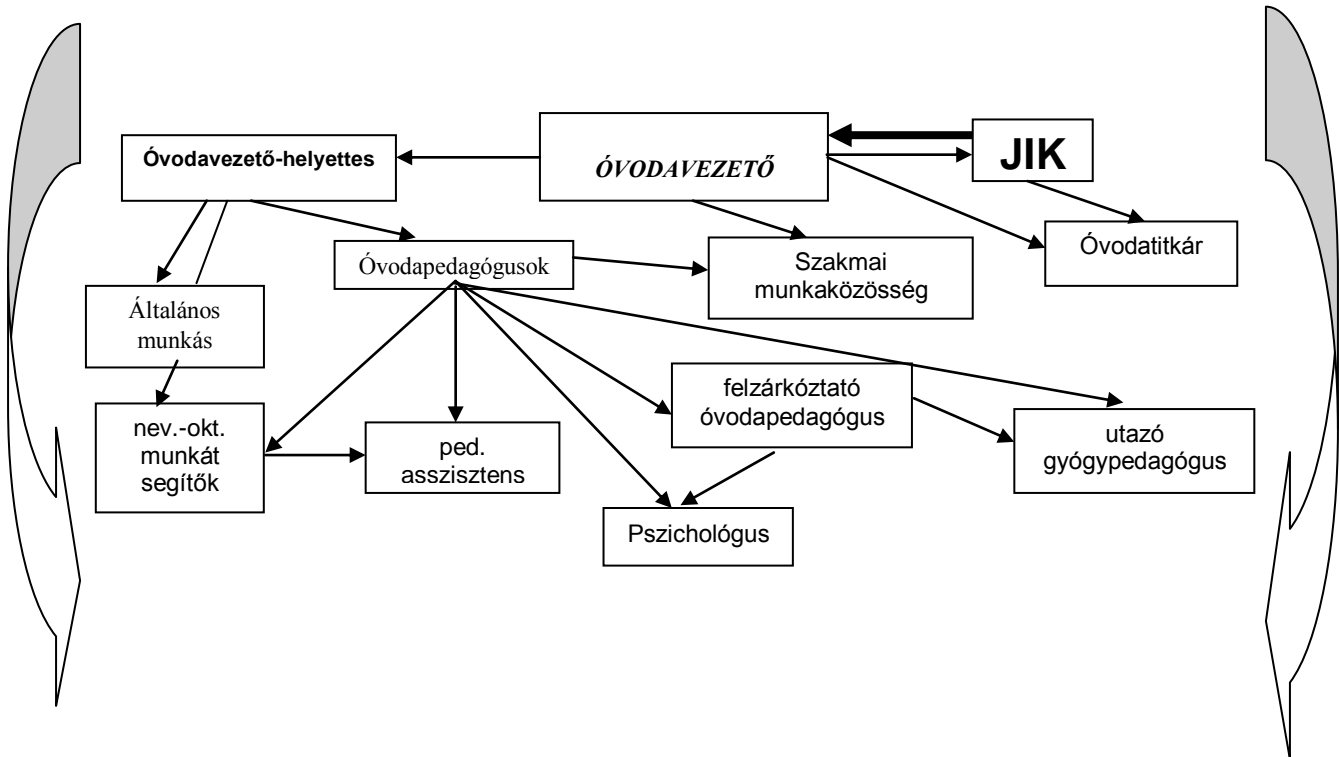 Óvodavezető-helyettes
ÓVODAVEZETŐ
JIK
Óvodapedagógusok
Szakmai
munkaközösség
Óvodatitkár
Általános
munkás
nev.-okt.
munkát
segítők
ped.
asszisztens
felzárkóztató
óvodapedagógus
utazó
gyógypedagógus
Pszichológus